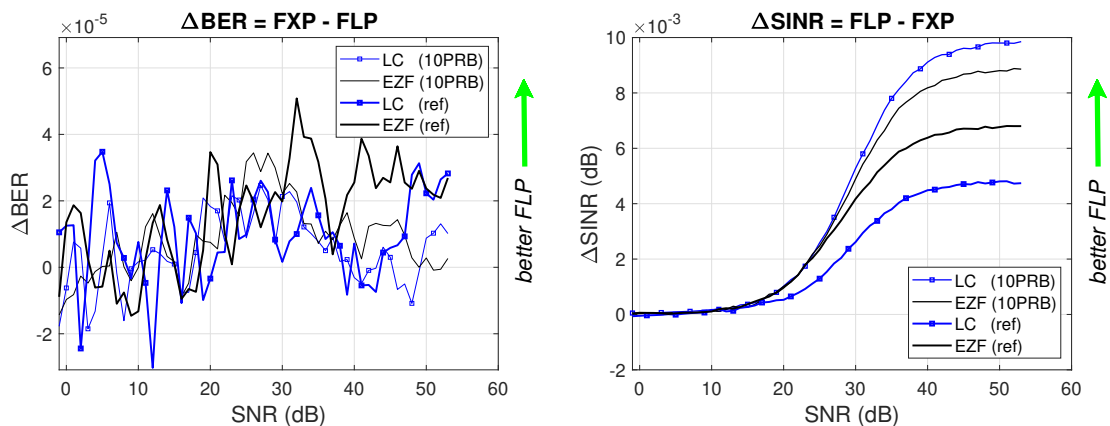 ΔBER = FXP - FLP
×10⁻⁵
6
4
2
0
-2
ΔBER
LC (10PRB)
EZF (10PRB)
LC (ref)
EZF (ref)
0 10 20 30 40 50 60
SNR (dB)
better FLP
ΔSINR = FLP - FXP
×10⁻³
10
8
6
4
2
0
-2
ΔSINR (dB)
LC (10PRB)
EZF (10PRB)
LC (ref)
EZF (ref)
0 10 20 30 40 50 60
SNR (dB)
better FLP